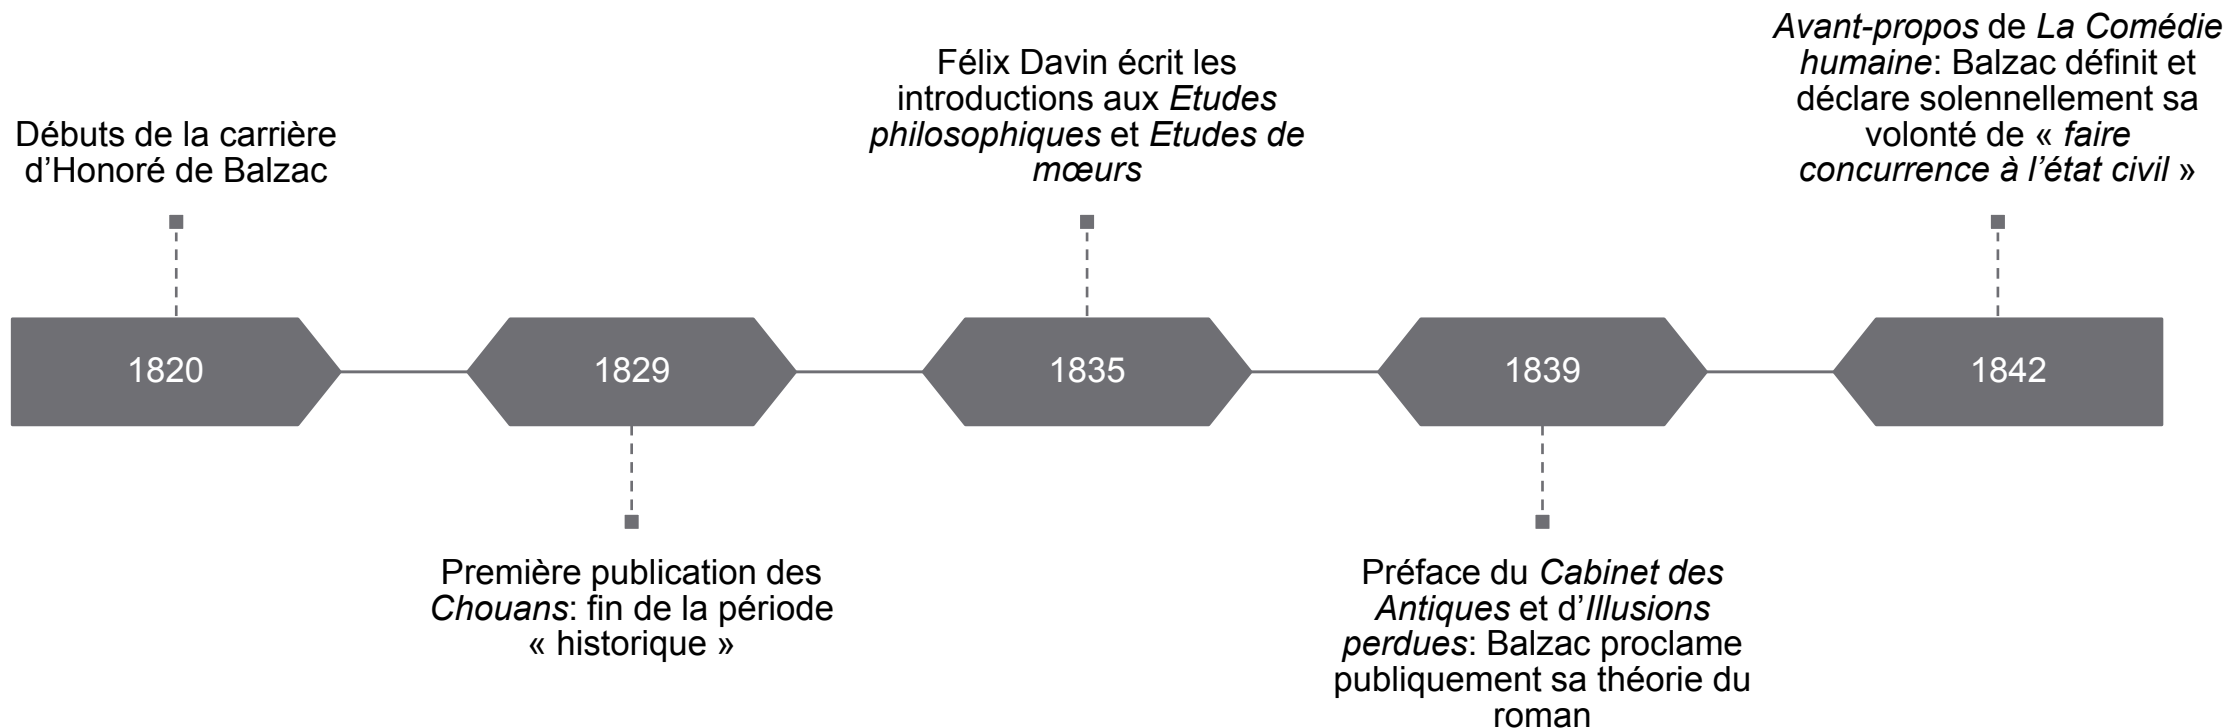 Débuts de la carrière
d’Honoré de Balzac
1820
1829
Première publication des
Chouans: fin de la période
« historique »
Félix Davin écrit les
introductions aux Etudes
philosophiques et Etudes de
mœurs
1835
1839
Préface du Cabinet des
Antiques et d’Illusions
perdues: Balzac proclame
publiquement sa théorie du
roman
Avant-propos de La Comédie
humaine: Balzac définit et
déclare solennellement sa
volonté de « faire
concurrence à l’état civil »
1842